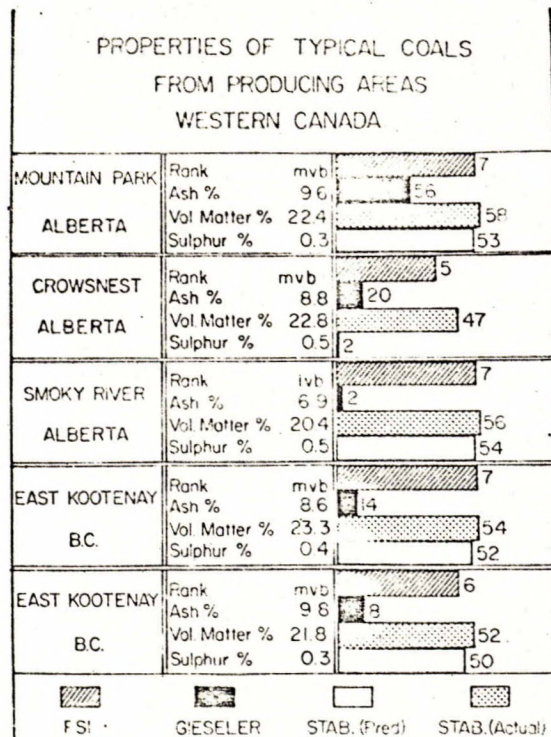 PROPERTIES OF TYPICAL COALS
FROM PRODUCING AREAS
WESTERN CANADA
MOUNTAIN PARK
ALBERTA
Rank mvb
Ash % 9.6
Vol. Matter % 22.4
Sulphur % 0.3
7
56
58
53
CROWSNEST
ALBERTA
Rank mvb
Ash % 8.8
Vol. Matter % 22.8
Sulphur % 0.5
5
20
47
2
SMOKY RIVER
ALBERTA
Rank lvb
Ash % 6.9
Vol. Matter % 20.4
Sulphur % 0.5
7
2
56
54
EAST KOOTENAY
B.C.
Rank mvb
Ash % 8.6
Vol. Matter % 23.3
Sulphur % 0.4
7
14
54
52
EAST KOOTENAY
B.C.
Rank mvb
Ash % 9.8
Vol. Matter % 21.8
Sulphur % 0.3
6
8
52
50
FSI GIESELER STAB. (Pred) STAB. (Actual)